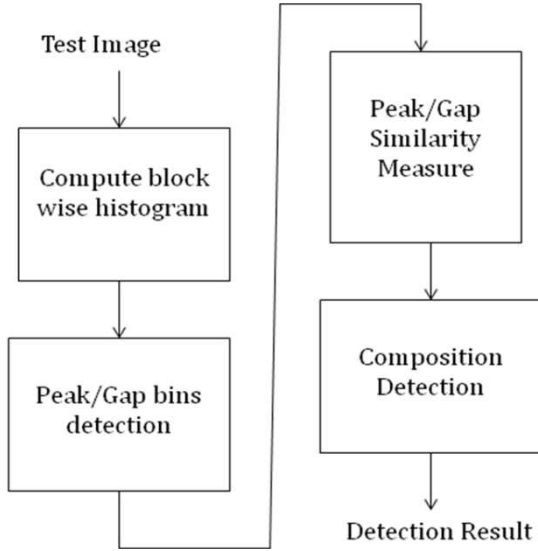 Test Image
Compute block
wise histogram
Peak/Gap bins
detection
Peak/Gap
Similarity
Measure
Composition
Detection
Detection Result